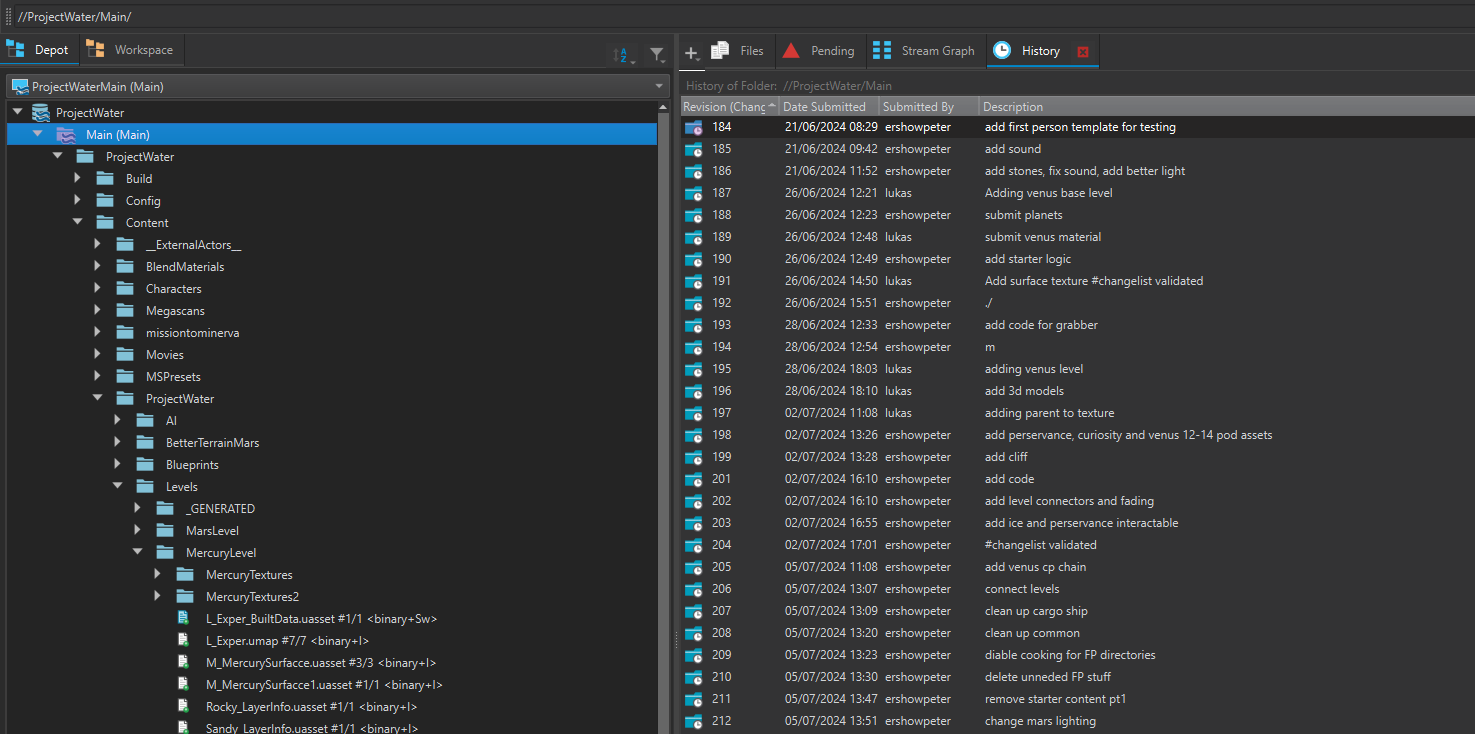 //ProjectWater/Main/
Depot
Workspace
ProjectWaterMain (Main)
ProjectWater
Main (Main)
ProjectWater
Build
Config
Content
__ExternalActors__
BlendMaterials
Characters
Megascans
missiontominerva
Movies
MSPresets
ProjectWater
AI
BetterTerrainMars
Blueprints
Levels
_GENERATED
MarsLevel
MercuryLevel
MercuryTextures
MercuryTextures2
L_Exper_BuiltData.uasset #1/1 <binary+Sw>
L_Exper.umap #7/7 <binary+l>
M_MercurySurfacce.uasset #3/3 <binary+l>
M_MercurySurfacce1.uasset #1/1 <binary+l>
Rocky_LayerInfo.uasset #1/1 <binary+l>
Sandy_LayerInfo.uasset #1/1 <binary+l>
Files
Pending
Stream Graph
History
History of Folder: //ProjectWater/Main
Revision (Chang Date Submitted Submitted By Description
184 21/06/2024 08:29 ershowpeter add first person template for testing
185 21/06/2024 09:42 ershowpeter add sound
186 21/06/2024 11:52 ershowpeter add stones, fix sound, add better light
187 26/06/2024 12:21 lukas Adding venus base level
188 26/06/2024 12:23 ershowpeter submit planets
189 26/06/2024 12:48 lukas submit venus material
190 26/06/2024 12:49 ershowpeter add starter logic
191 26/06/2024 14:50 lukas Add surface texture #changelist validated
192 26/06/2024 15:51 ershowpeter ./
193 28/06/2024 12:33 ershowpeter add code for grabber
194 28/06/2024 12:54 ershowpeter m
195 28/06/2024 18:03 lukas adding venus level
196 28/06/2024 18:10 lukas add 3d models
197 02/07/2024 11:08 lukas adding parent to texture
198 02/07/2024 13:26 ershowpeter add perservance, curiosity and venus 12-14 pod assets
199 02/07/2024 13:28 ershowpeter add cliff
201 02/07/2024 16:10 ershowpeter add code
202 02/07/2024 16:10 ershowpeter add level connectors and fading
203 02/07/2024 16:55 ershowpeter add ice and perservance interactable
204 02/07/2024 17:01 ershowpeter #changelist validated
205 05/07/2024 11:08 ershowpeter add venus cp chain
206 05/07/2024 13:07 ershowpeter connect levels
207 05/07/2024 13:09 ershowpeter clean up cargo ship
208 05/07/2024 13:20 ershowpeter clean up common
209 05/07/2024 13:23 ershowpeter diable cooking for FP directories
210 05/07/2024 13:30 ershowpeter delete unneded FP stuff
211 05/07/2024 13:47 ershowpeter remove starter content pt1
212 05/07/2024 13:51 ershowpeter change mars lighting